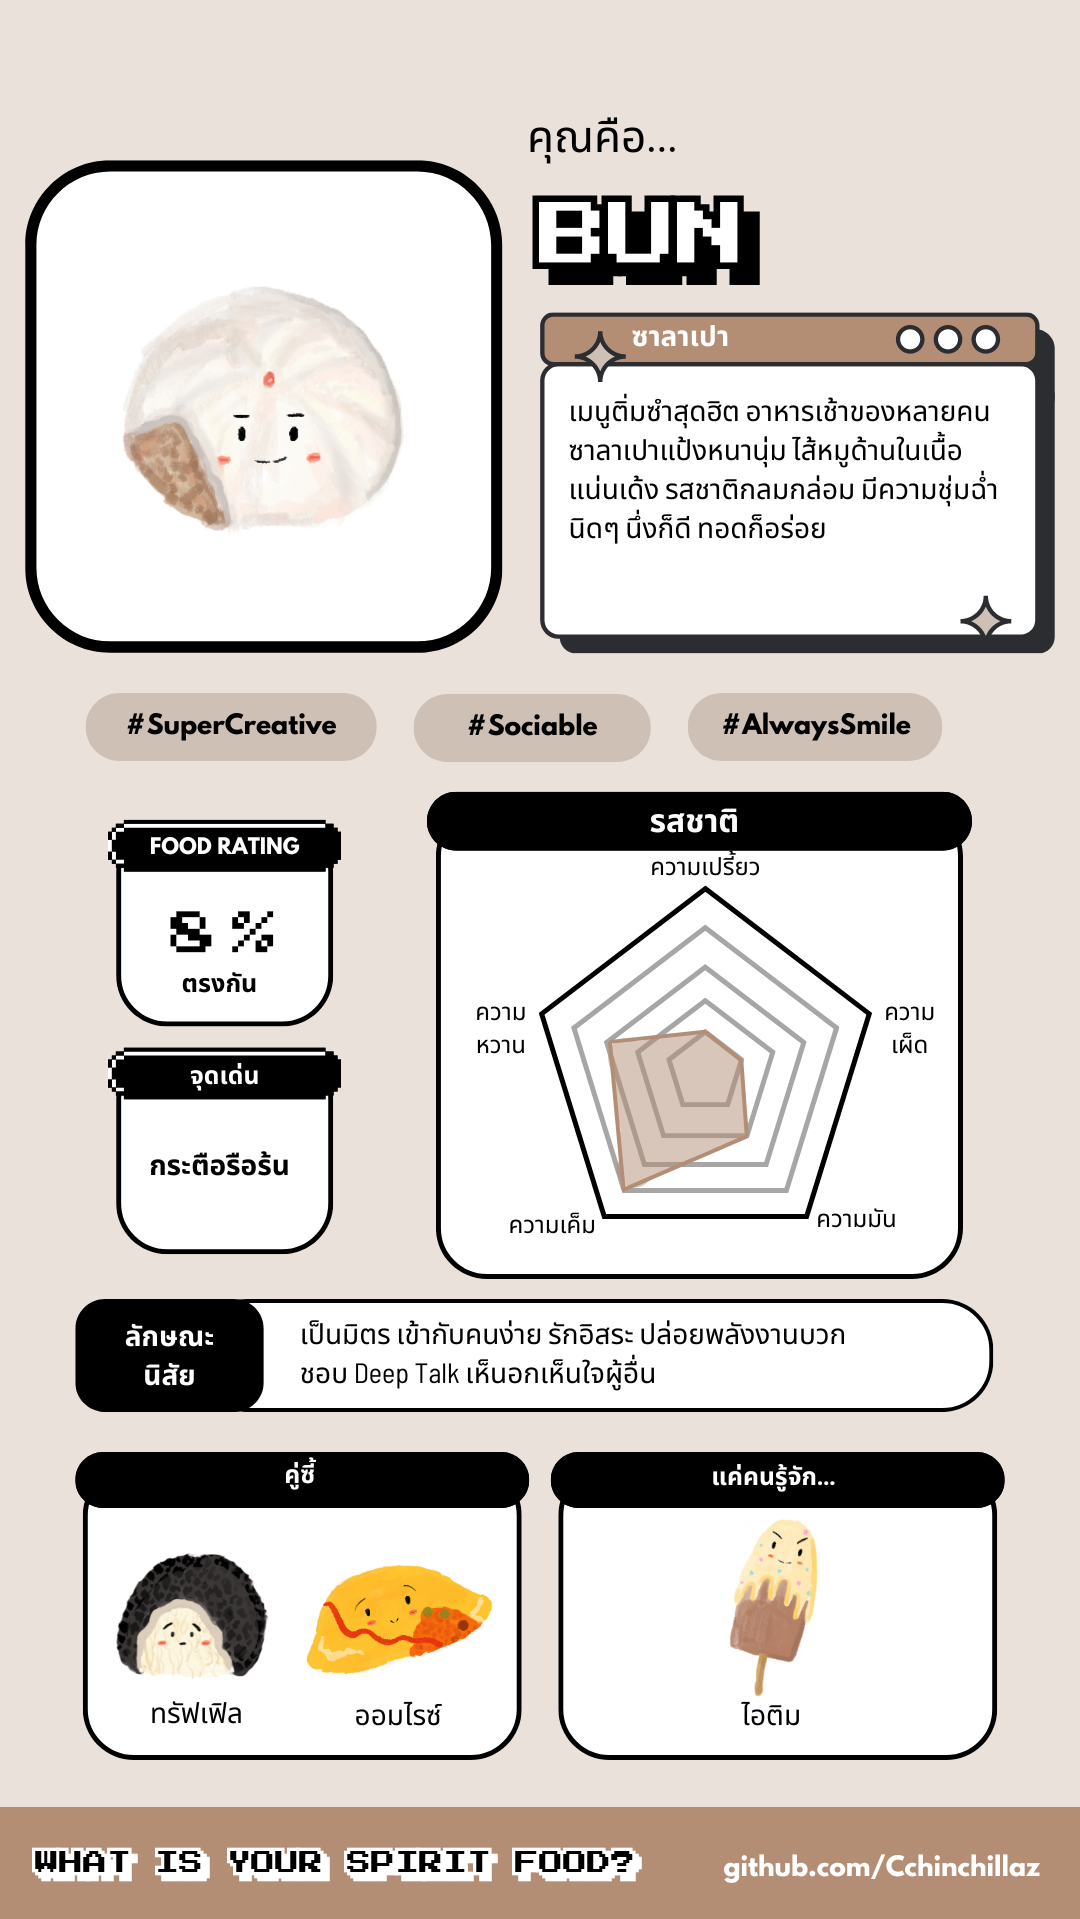 คุณคือ...
BUN
ซาลาเปา
เมนูติ่มซำสุดฮิต อาหารเช้าของหลายคน
ซาลาเปาแป้งหนานุ่ม ไส้หมูด้านในเนื้อ
แน่นเด้ง รสชาติกลมกล่อม มีความชุ่มฉ่ำ
นิดๆ นึ่งก็ดี ทอดก็อร่อย
#SuperCreative
#Sociable
#AlwaysSmile
FOOD RATING
8 %
ตรงกัน
จุดเด่น
กระตือรือร้น
รสชาติ
ความเปรี้ยว
ความ
หวาน
ความ
เผ็ด
ความเค็ม
ความมัน
ลักษณะ
นิสัย
เป็นมิตร เข้ากับคนง่าย รักอิสระ ปล่อยพลังงานบวก
ชอบ Deep Talk เห็นอกเห็นใจผู้อื่น
คู่ซี้
ทรัฟเฟิล
ออมไรซ์
แค่คนรู้จัก...
ไอติม
WHAT IS YOUR SPIRIT FOOD?
github.com/Cchinchillaz